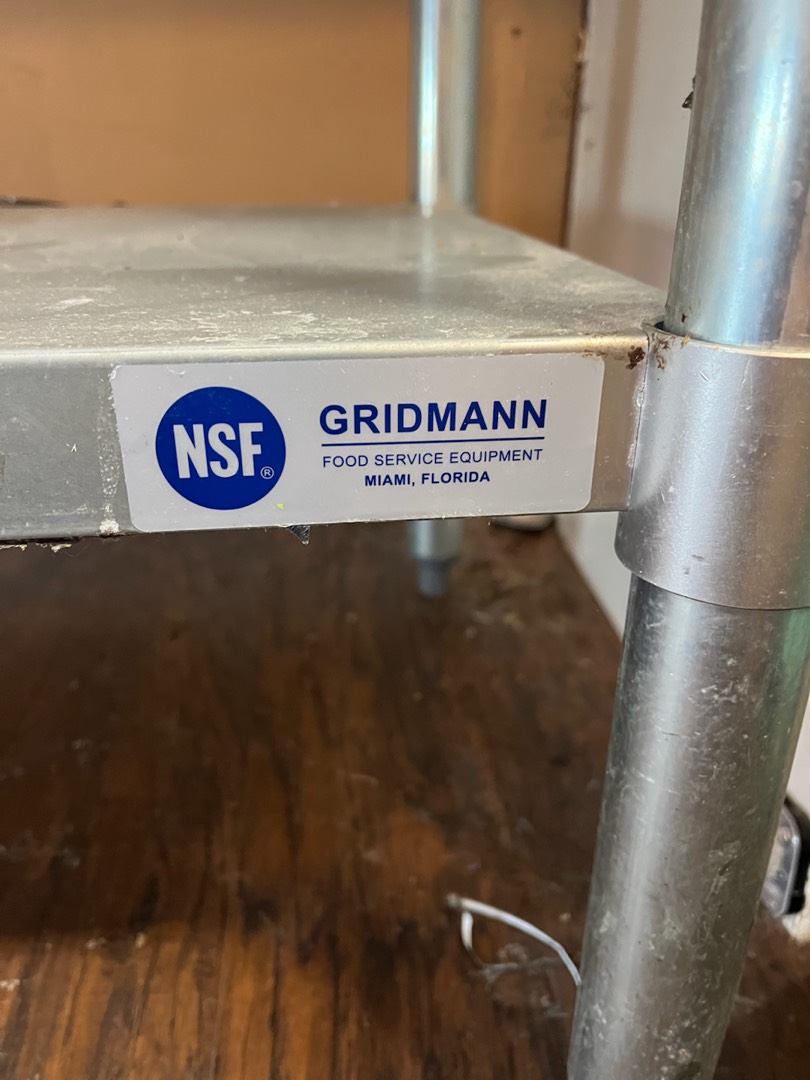 NSF®
GRIDMANN
FOOD SERVICE EQUIPMENT
MIAMI, FLORIDA